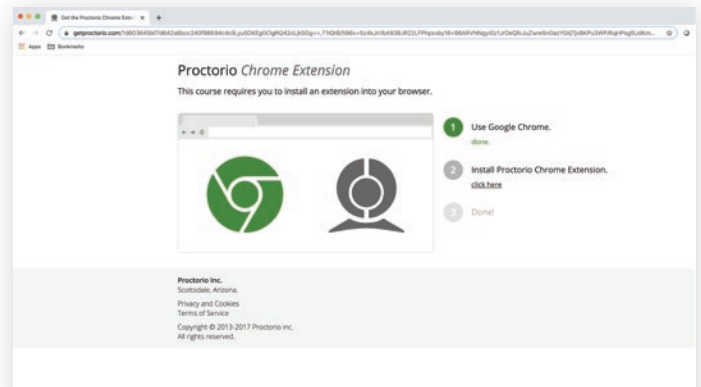 Get the Proctorio Chrome Exte
Apps Bookmarks
Proctorio Chrome Extension
This course requires you to install an extension into your browser.
1 Use Google Chrome.
done.
2 Install Proctorio Chrome Extension.
click here
3 Done!
Proctorio Inc.
Scottsdale, Arizona.
Privacy and Cookies
Terms of Service
Copyright © 2013-2017 Proctorio inc.
All rights reserved.